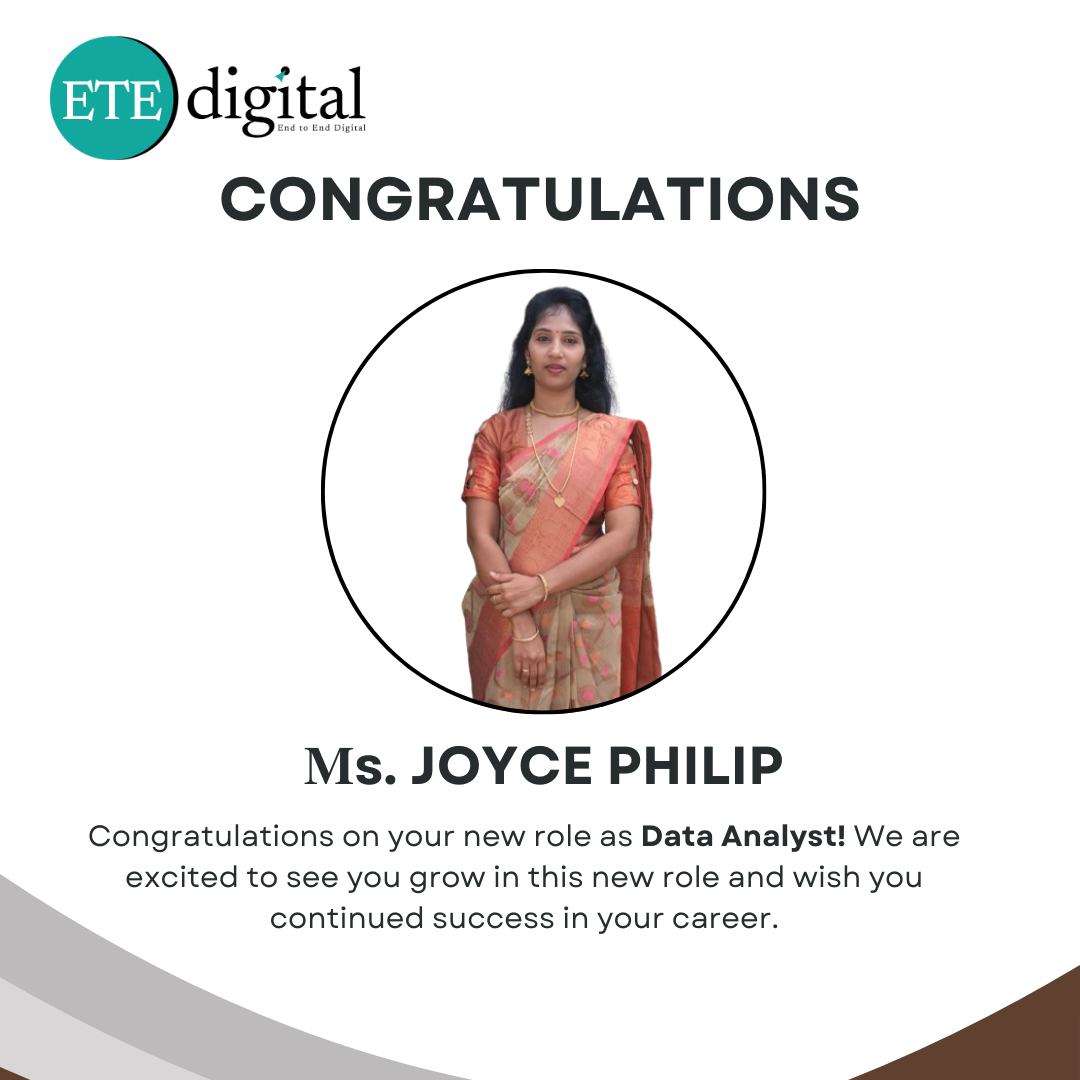 ETE digital
End to End Digital
CONGRATULATIONS
Ms. JOYCE PHILIP
Congratulations on your new role as Data Analyst! We are
excited to see you grow in this new role and wish you
continued success in your career.